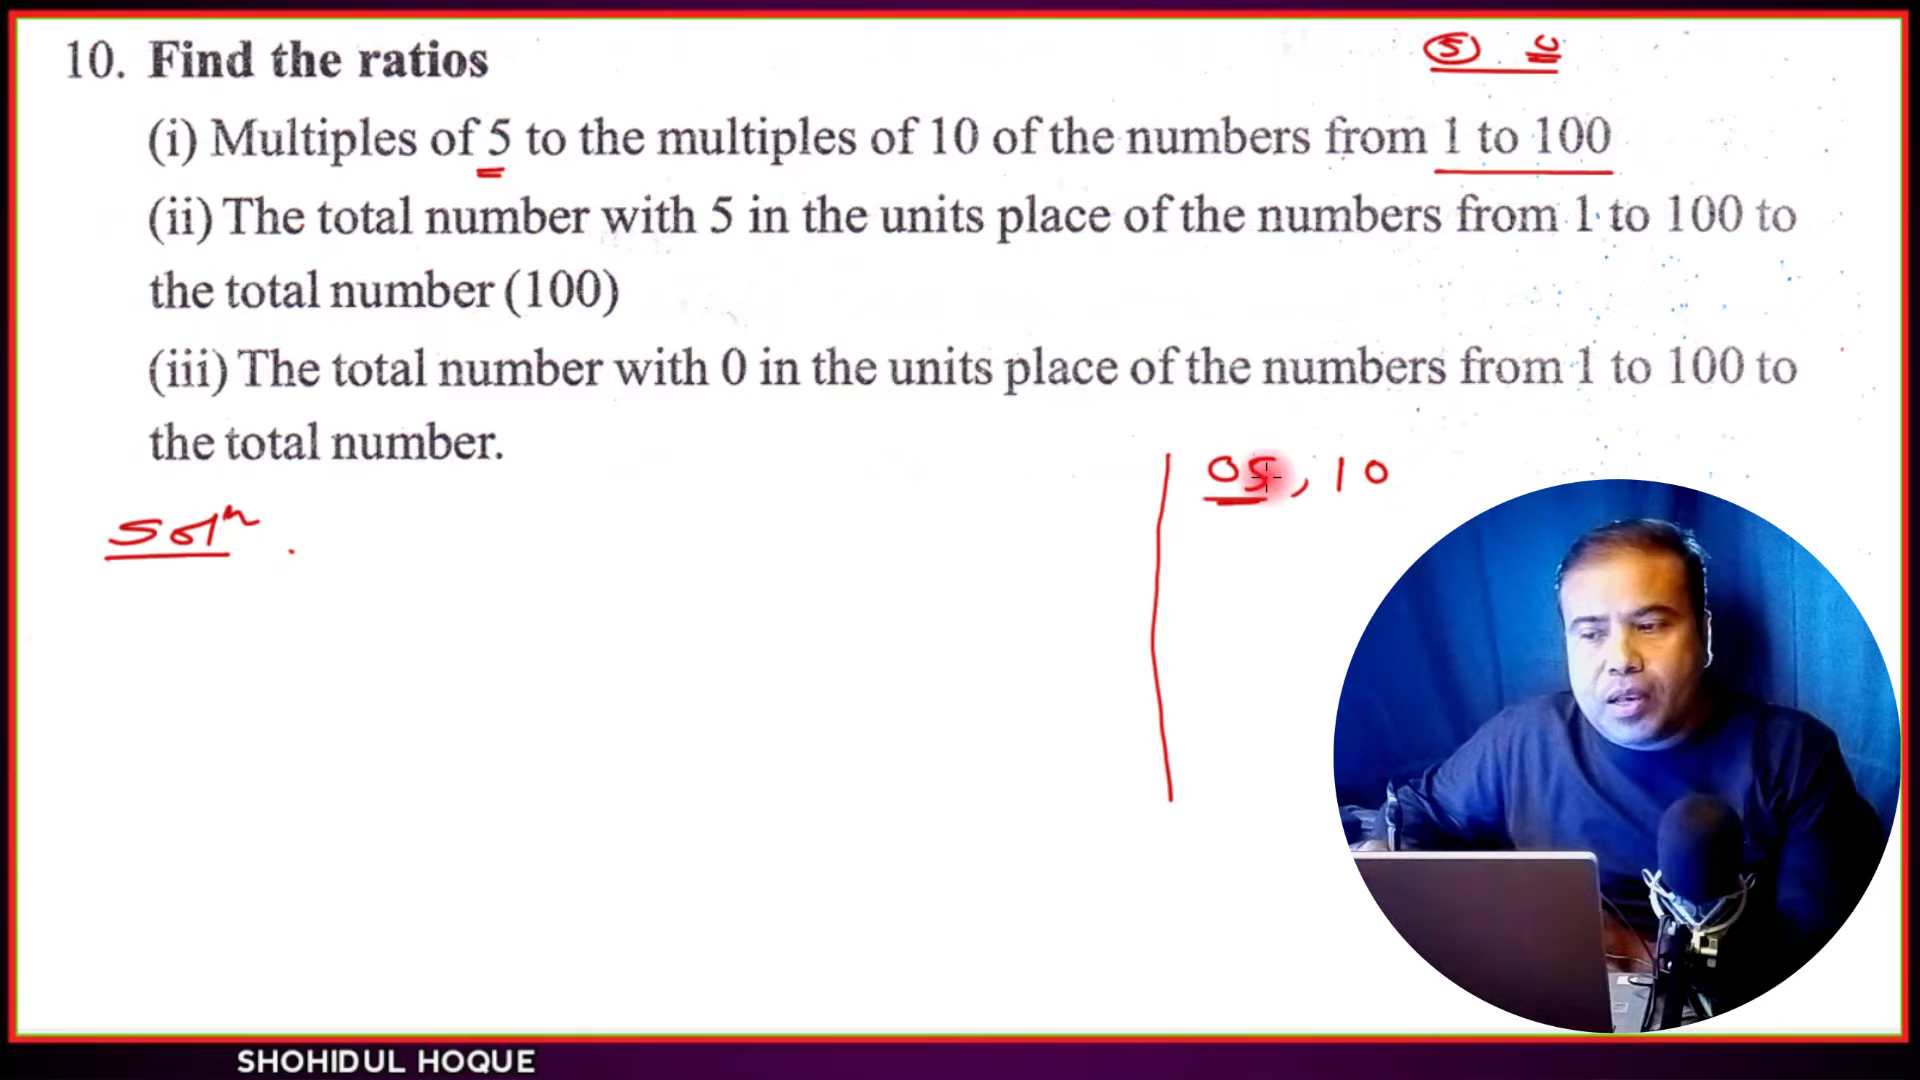 5 0
10. Find the ratios
(i) Multiples of 5 to the multiples of 10 of the numbers from 1 to 100
(ii) The total number with 5 in the units place of the numbers from 1 to 100 to
the total number (100)
(iii) The total number with 0 in the units place of the numbers from 1 to 100 to
the total number.
05, 10
Solⁿ.
SHOHIDUL HOQUE